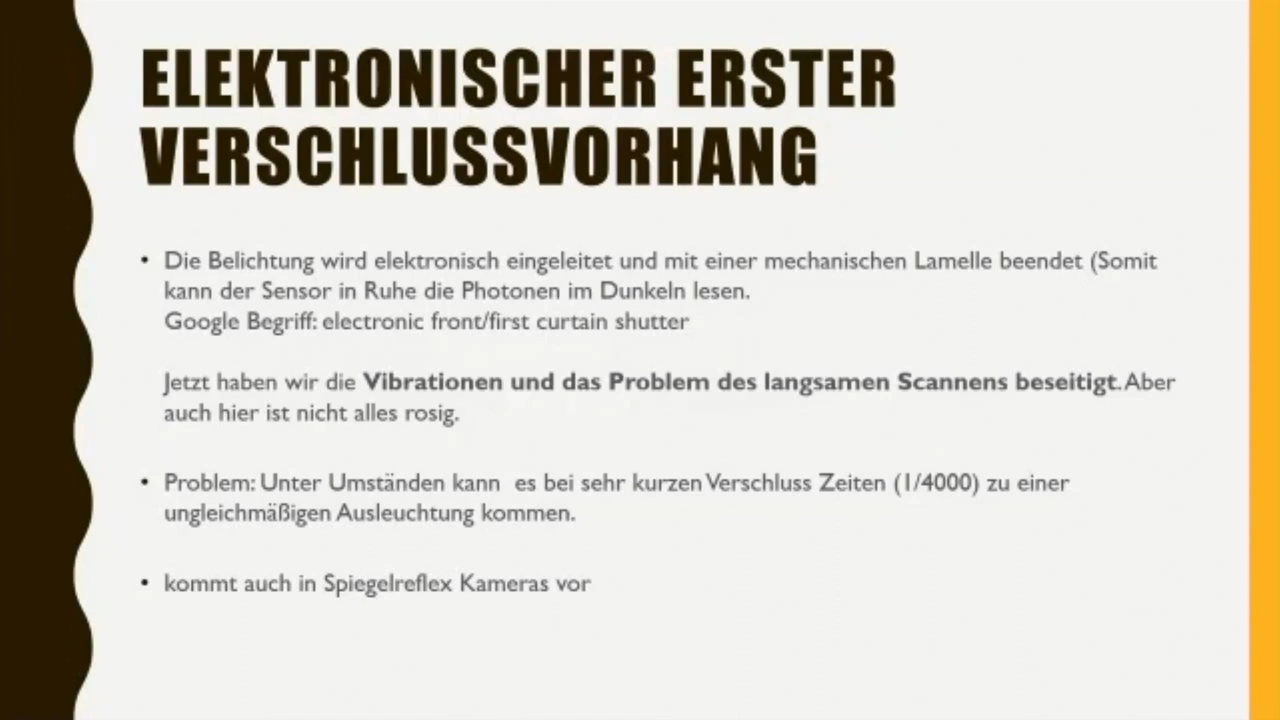 ELEKTRONISCHER ERSTER
VERSCHLUSSVORHANG
• Die Belichtung wird elektronisch eingeleitet und mit einer mechanischen Lamelle beendet (Somit
kann der Sensor in Ruhe die Photonen im Dunkeln lesen.
Google Begriff: electronic front/first curtain shutter
Jetzt haben wir die Vibrationen und das Problem des langsamen Scannens beseitigt. Aber
auch hier ist nicht alles rosig.
• Problem: Unter Umständen kann  es bei sehr kurzen Verschluss Zeiten (1/4000) zu einer
ungleichmäßigen Ausleuchtung kommen.
• kommt auch in Spiegelreflex Kameras vor